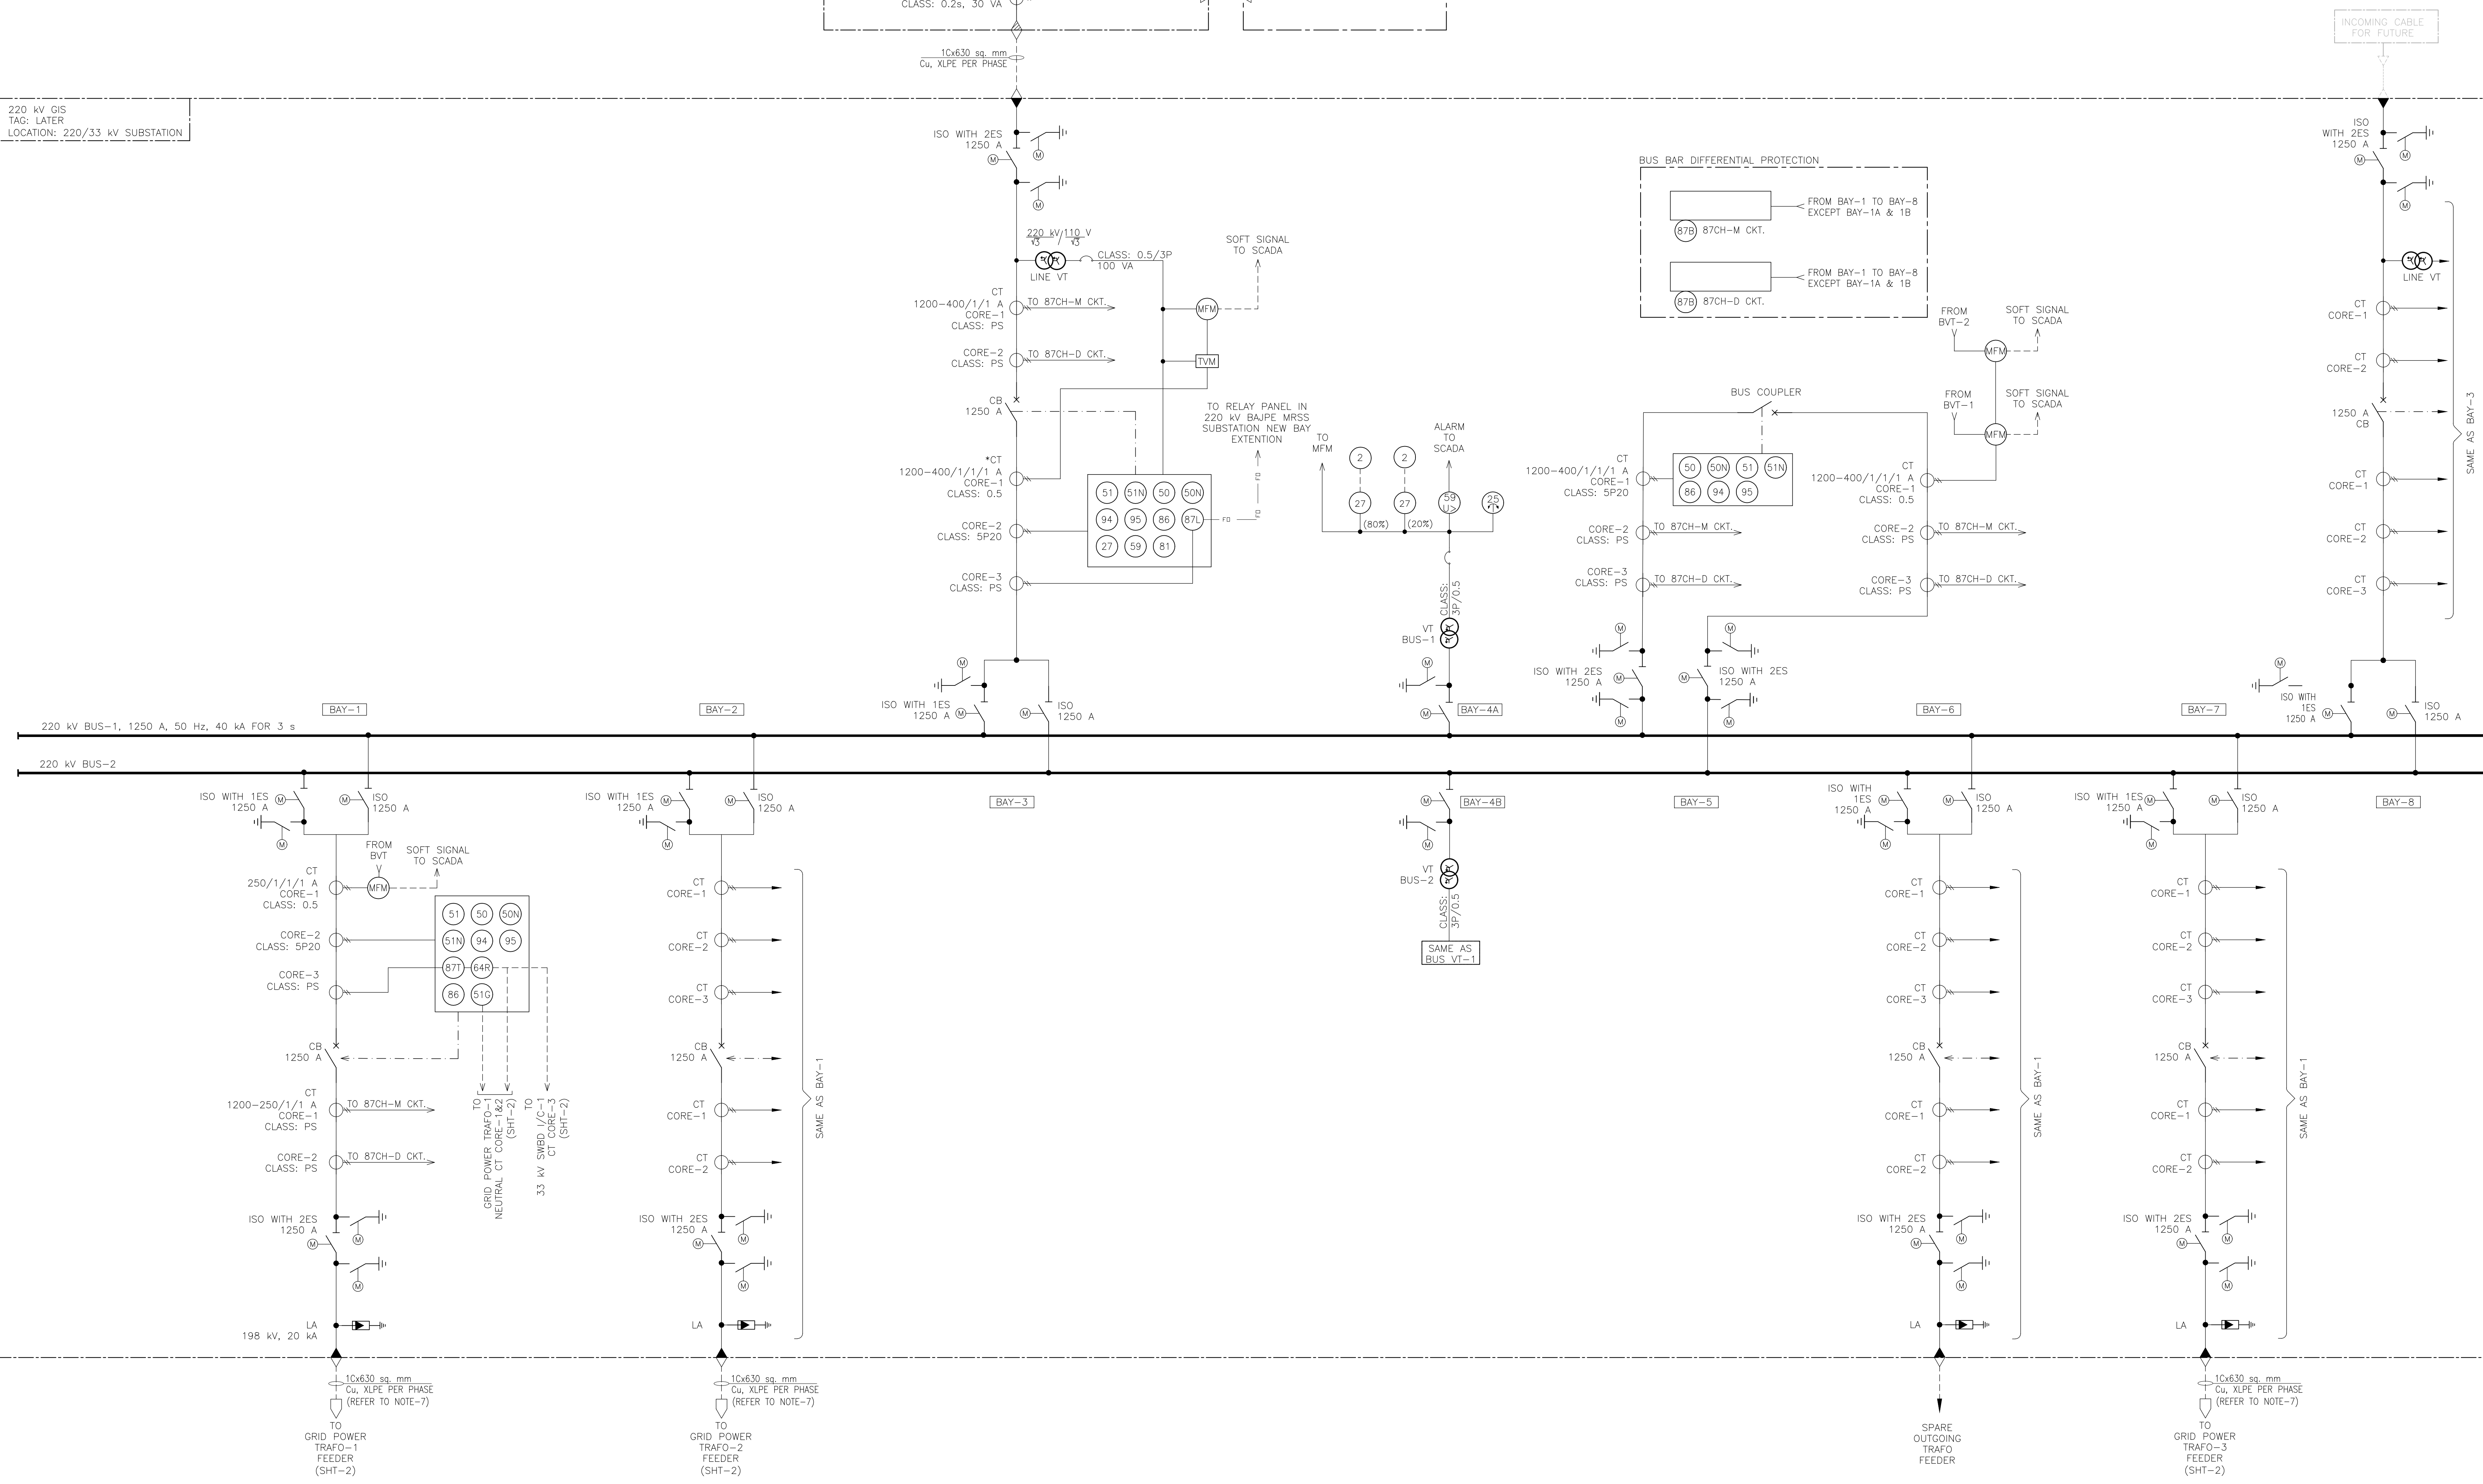 CLASS: 0.2s, 30 VA
1Cx630 sq. mm
Cu, XLPE PER PHASE
INCOMING CABLE
FOR FUTURE
220 kV GIS
TAG: LATER
LOCATION: 220/33 kV SUBSTATION
ISO WITH 2ES
1250 A
M
M
M
220 kV/110 V
√3 √3
CLASS: 0.5/3P
100 VA
LINE VT
SOFT SIGNAL
TO SCADA
CT
1200-400/1/1 A
CORE-1
CLASS: PS
TO 87CH-M CKT.
MFM
CORE-2
CLASS: PS
TO 87CH-D CKT.
TVM
CB
1250 A
TO RELAY PANEL IN
220 kV BAJPE MRSS
SUBSTATION NEW BAY
EXTENTION
FO
FO
FO
*CT
1200-400/1/1/1 A
CORE-1
CLASS: 0.5
CORE-2
CLASS: 5P20
CORE-3
CLASS: PS
51 51N 50 50N
94 95 86 87L
27 59 81
M
ISO WITH 1ES
1250 A
M
M
ISO
1250 A
TO
MFM
2
2
ALARM
TO
SCADA
27
27
59
U>
25
(80%)
(20%)
CLASS:
3P/0.5
VT
BUS-1
M
M
BAY-4A
BUS BAR DIFFERENTIAL PROTECTION
FROM BAY-1 TO BAY-8
EXCEPT BAY-1A & 1B
87B
87CH-M CKT.
FROM BAY-1 TO BAY-8
EXCEPT BAY-1A & 1B
87B
87CH-D CKT.
FROM
BVT-2
SOFT SIGNAL
TO SCADA
MFM
FROM
BVT-1
SOFT SIGNAL
TO SCADA
MFM
BUS COUPLER
50 50N 51 51N
86 94 95
CT
1200-400/1/1/1 A
CORE-1
CLASS: 5P20
CORE-2
CLASS: PS
TO 87CH-M CKT.
CORE-3
CLASS: PS
TO 87CH-D CKT.
CT
1200-400/1/1/1 A
CORE-1
CLASS: 0.5
CORE-2
CLASS: PS
TO 87CH-M CKT.
CORE-3
CLASS: PS
TO 87CH-D CKT.
M
ISO WITH 2ES
1250 A
M
M
M
M
ISO WITH 2ES
1250 A
M
ISO
WITH 2ES
1250 A
M
M
M
LINE VT
CT
CORE-1
CT
CORE-2
1250 A
CB
CT
CORE-1
CT
CORE-2
CT
CORE-3
SAME AS BAY-3
M
ISO WITH
1ES
1250 A
M
M
ISO
1250 A
BAY-1
BAY-2
BAY-6
BAY-7
220 kV BUS-1, 1250 A, 50 Hz, 40 kA FOR 3 s
220 kV BUS-2
BAY-3
BAY-4B
BAY-5
BAY-8
ISO WITH 1ES
1250 A
M
M
ISO
1250 A
M
FROM
BVT
SOFT SIGNAL
TO SCADA
CT
250/1/1/1 A
CORE-1
CLASS: 0.5
MFM
CORE-2
CLASS: 5P20
CORE-3
CLASS: PS
51 50 50N
51N 94 95
87T 64R
86 51G
CB
1250 A
CT
1200-250/1/1 A
CORE-1
CLASS: PS
TO 87CH-M CKT.
CORE-2
CLASS: PS
TO 87CH-D CKT.
TO
GRID POWER TRAFO-1
NEUTRAL CT CORE-1&2
(SHT-2)
TO
33 kV SWBD I/C-1
CT CORE-3
(SHT-2)
ISO WITH 2ES
1250 A
M
M
M
LA
198 kV, 20 kA
1Cx630 sq. mm
Cu, XLPE PER PHASE
(REFER TO NOTE-7)
TO
GRID POWER
TRAFO-1
FEEDER
(SHT-2)
ISO WITH 1ES
1250 A
M
M
ISO
1250 A
M
CT
CORE-1
CT
CORE-2
CT
CORE-3
CB
1250 A
CT
CORE-1
CT
CORE-2
SAME AS BAY-1
ISO WITH 2ES
1250 A
M
M
M
LA
1Cx630 sq. mm
Cu, XLPE PER PHASE
(REFER TO NOTE-7)
TO
GRID POWER
TRAFO-2
FEEDER
(SHT-2)
M
M
VT
BUS-2
CLASS:
3P/0.5
SAME AS
BUS VT-1
ISO WITH
1ES
1250 A
M
M
ISO
1250 A
M
CT
CORE-1
CT
CORE-2
CT
CORE-3
CB
1250 A
CT
CORE-1
CT
CORE-2
SAME AS BAY-1
ISO WITH 2ES
1250 A
M
M
M
LA
SPARE
OUTGOING
TRAFO
FEEDER
ISO WITH 1ES
1250 A
M
M
ISO
1250 A
M
CT
CORE-1
CT
CORE-2
CT
CORE-3
CB
1250 A
CT
CORE-1
CT
CORE-2
SAME AS BAY-1
ISO WITH 2ES
1250 A
M
M
M
LA
1Cx630 sq. mm
Cu, XLPE PER PHASE
(REFER TO NOTE-7)
TO
GRID POWER
TRAFO-3
FEEDER
(SHT-2)